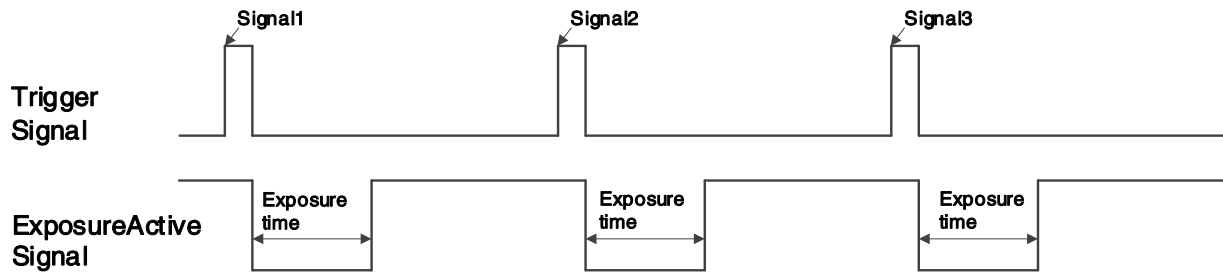 Signal1
Signal2
Signal3
Trigger
Signal
Exposure
time
Exposure
time
Exposure
time
ExposureActive
Signal